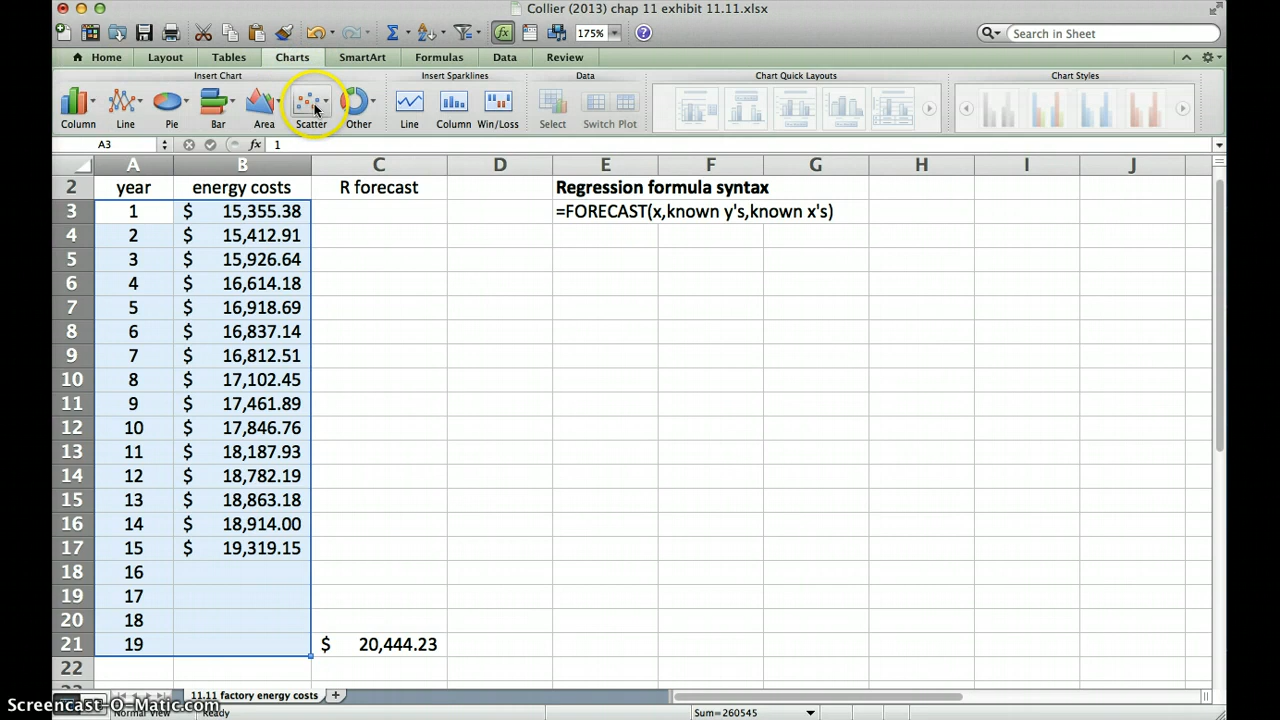 Collier (2013) chap 11 exhibit 11.11.xlsx
175%
fx
Search in Sheet
Home Layout Tables Charts SmartArt Formulas Data Review
Insert Chart Insert Sparklines Data Chart Quick Layouts Chart Styles
Column Line Pie Bar Area Scatter Other Line Column Win/Loss Select Switch Plot
A3 fx 1
A B C D E F G H I J
2 year energy costs R forecast Regression formula syntax
3 1 $ 15,355.38 =FORECAST(x,known y's,known x's)
4 2 $ 15,412.91
5 3 $ 15,926.64
6 4 $ 16,614.18
7 5 $ 16,918.69
8 6 $ 16,837.14
9 7 $ 16,812.51
10 8 $ 17,102.45
11 9 $ 17,461.89
12 10 $ 17,846.76
13 11 $ 18,187.93
14 12 $ 18,782.19
15 13 $ 18,863.18
16 14 $ 18,914.00
17 15 $ 19,319.15
18 16
19 17
20 18
21 19 $ 20,444.23
22
11.11 factory energy costs
Screencast-O-Matic.com
Normal View Ready Sum=260545